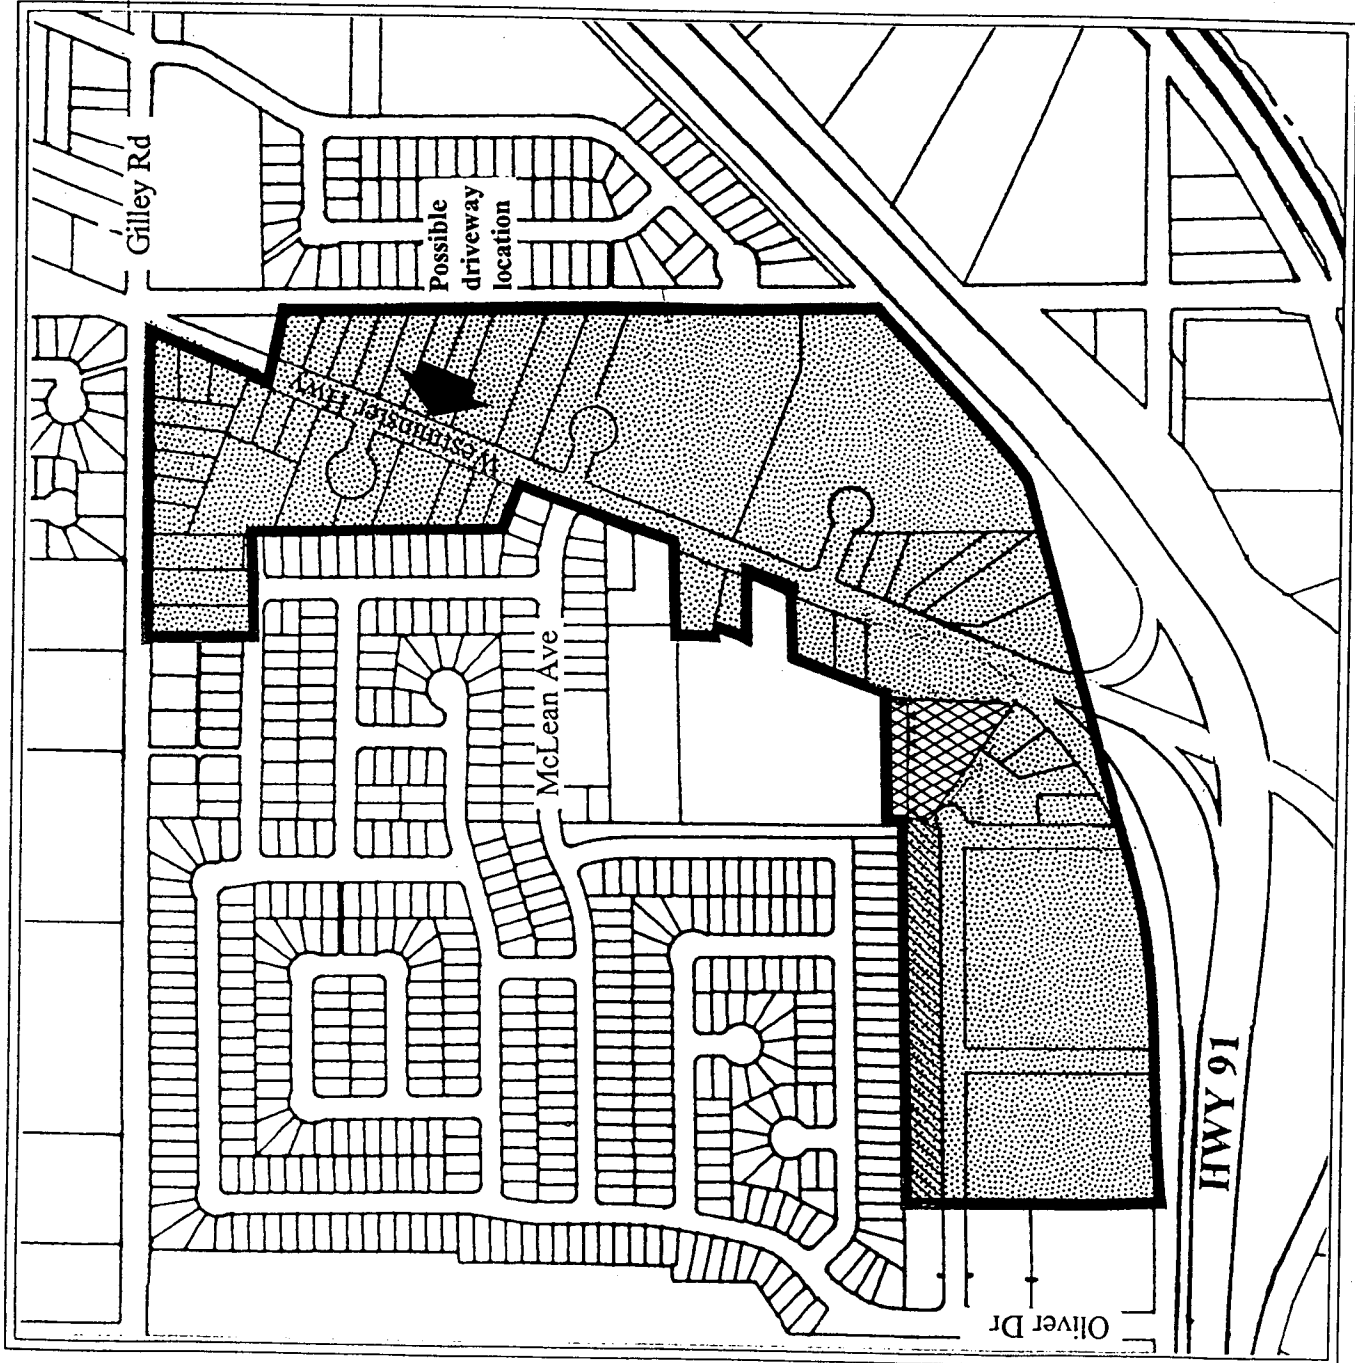 Gilley Rd
Possible
driveway
location
Westminster Hwy
McLean Ave
HWY 91
Oliver Dr